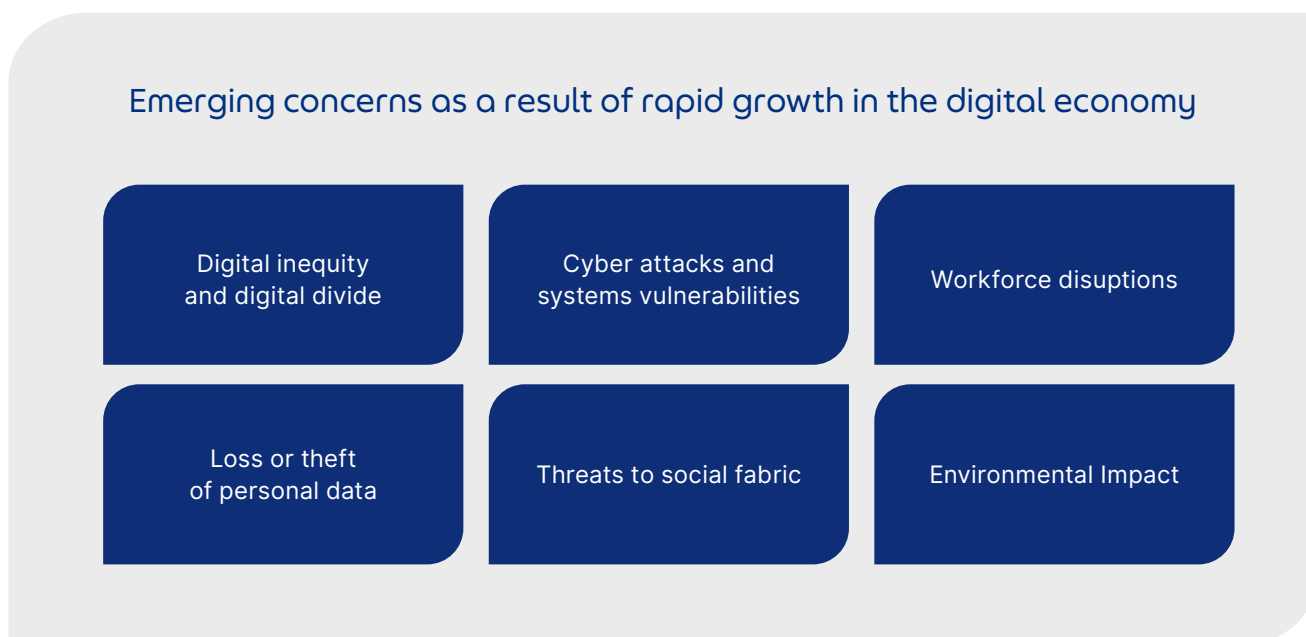 Emerging concerns as a result of rapid growth in the digital economy
Digital inequity
and digital divide
Cyber attacks and
systems vulnerabilities
Workforce disuptions
Loss or theft
of personal data
Threats to social fabric
Environmental Impact